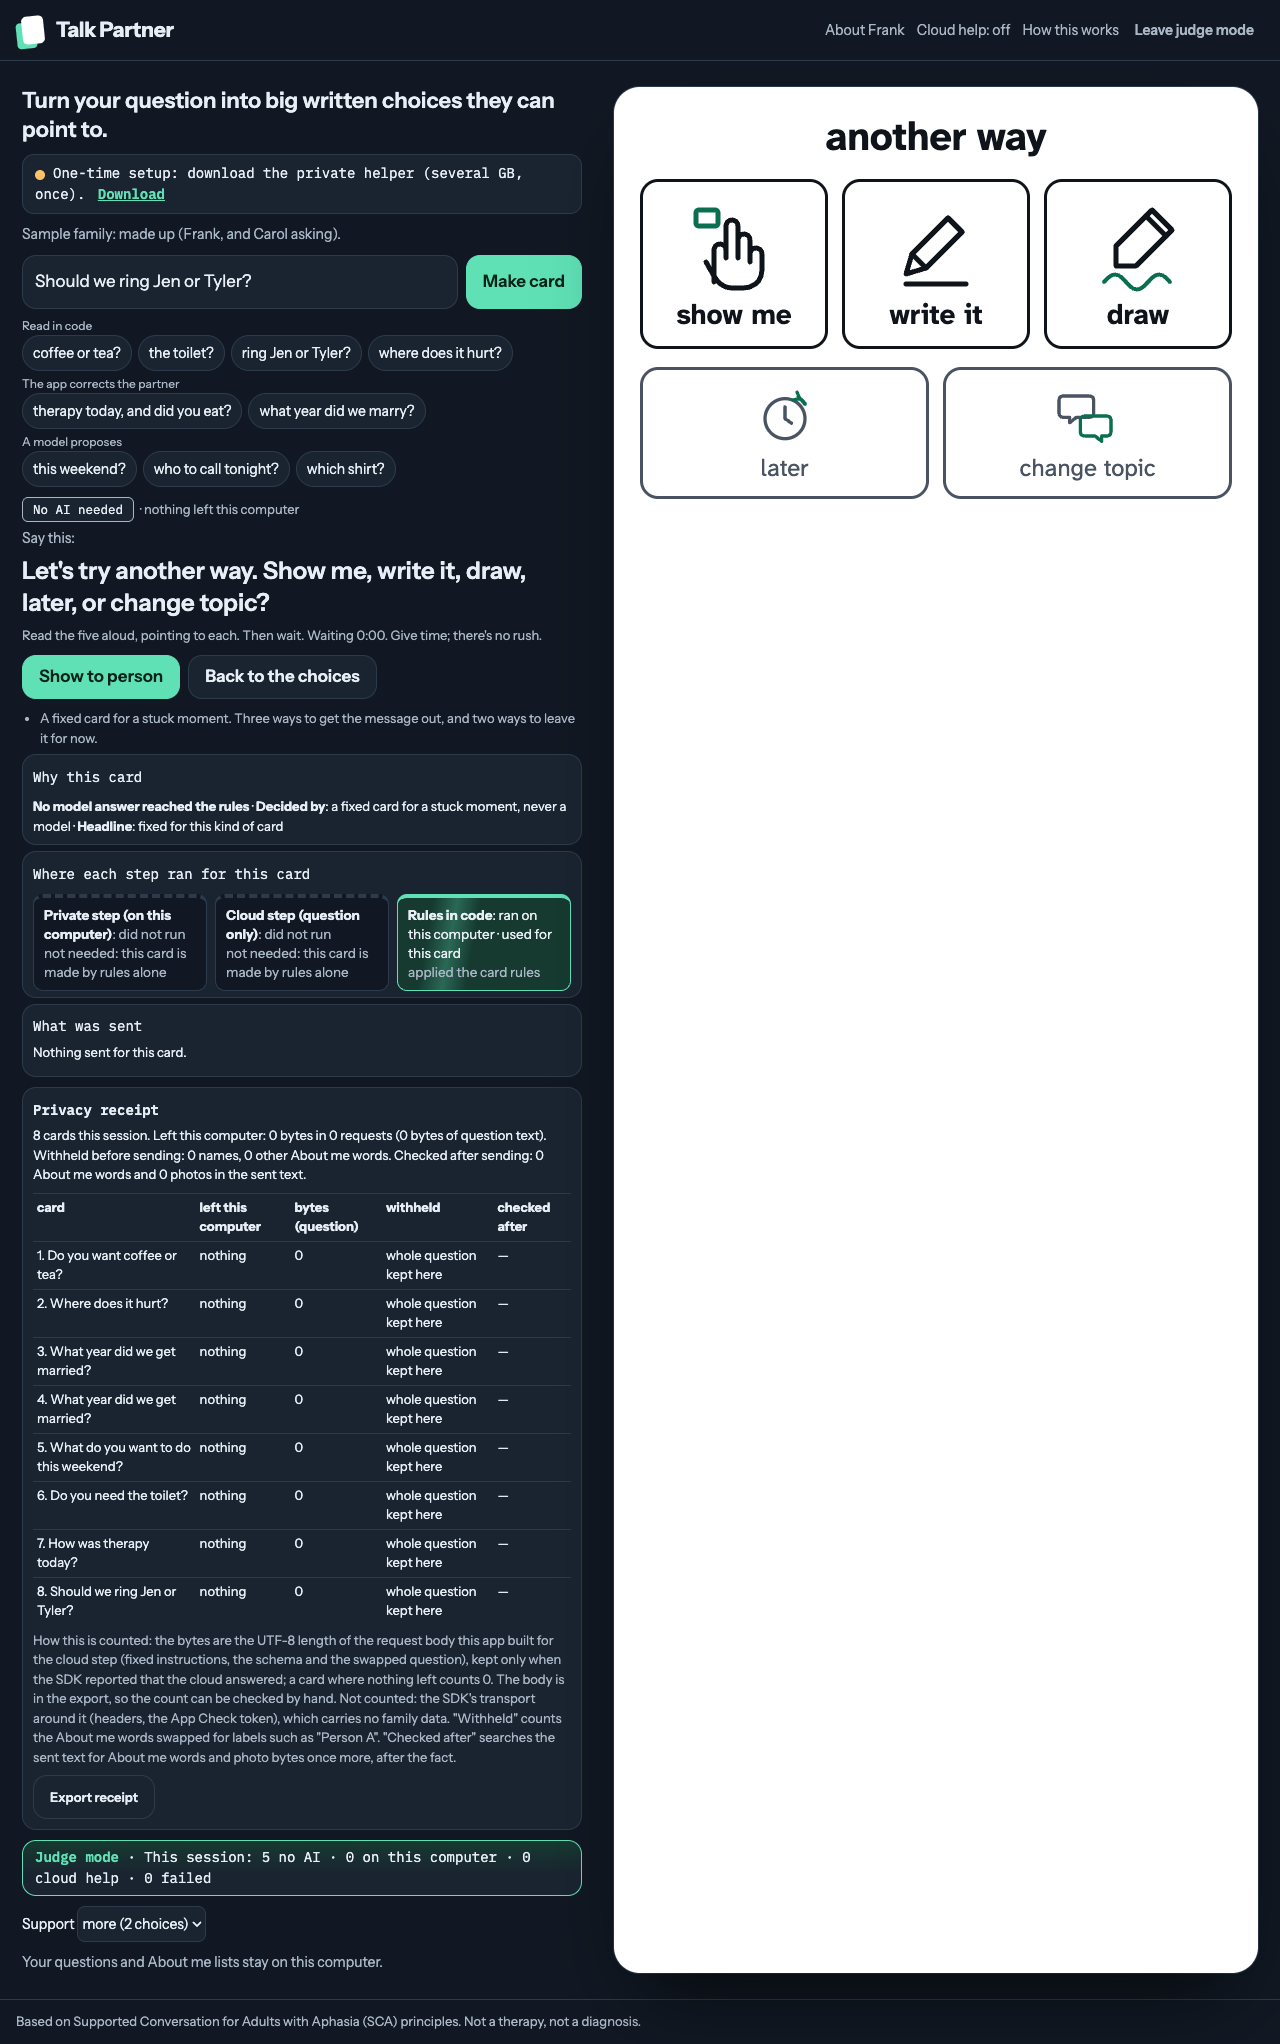 Talk Partner
About Frank
Cloud help: off
How this works
Leave judge mode
Turn your question into big written choices they can
point to.
One-time setup: download the private helper (several GB,
once). Download
Sample family: made up (Frank, and Carol asking).
Should we ring Jen or Tyler?
Make card
Read in code
coffee or tea?
the toilet?
ring Jen or Tyler?
where does it hurt?
The app corrects the partner
therapy today, and did you eat?
what year did we marry?
A model proposes
this weekend?
who to call tonight?
which shirt?
No AI needed · nothing left this computer
Say this:
Let's try another way. Show me, write it, draw,
later, or change topic?
Read the five aloud, pointing to each. Then wait. Waiting 0:00. Give time; there's no rush.
Show to person
Back to the choices
• A fixed card for a stuck moment. Three ways to get the message out, and two ways to leave
it for now.
Why this card
No model answer reached the rules · Decided by: a fixed card for a stuck moment, never a
model · Headline: fixed for this kind of card
Where each step ran for this card
Private step (on this
computer): did not run
not needed: this card is
made by rules alone
Cloud step (question
only): did not run
not needed: this card is
made by rules alone
Rules in code: ran on
this computer · used for
this card
applied the card rules
What was sent
Nothing sent for this card.
Privacy receipt
8 cards this session. Left this computer: 0 bytes in 0 requests (0 bytes of question text).
Withheld before sending: 0 names, 0 other About me words. Checked after sending: 0
About me words and 0 photos in the sent text.
card
left this
computer
bytes
(question)
withheld
checked
after
1. Do you want coffee or
tea?
nothing
0
whole question
kept here
—
2. Where does it hurt?
nothing
0
whole question
kept here
—
3. What year did we get
married?
nothing
0
whole question
kept here
—
4. What year did we get
married?
nothing
0
whole question
kept here
—
5. What do you want to do
this weekend?
nothing
0
whole question
kept here
—
6. Do you need the toilet?
nothing
0
whole question
kept here
—
7. How was therapy
today?
nothing
0
whole question
kept here
—
8. Should we ring Jen or
Tyler?
nothing
0
whole question
kept here
—
How this is counted: the bytes are the UTF-8 length of the request body this app built for
the cloud step (fixed instructions, the schema and the swapped question), kept only when
the SDK reported that the cloud answered; a card where nothing left counts 0. The body is
in the export, so the count can be checked by hand. Not counted: the SDK's transport
around it (headers, the App Check token), which carries no family data. "Withheld" counts
the About me words swapped for labels such as "Person A". "Checked after" searches the
sent text for About me words and photo bytes once more, after the fact.
Export receipt
Judge mode · This session: 5 no AI · 0 on this computer · 0
cloud help · 0 failed
Support more (2 choices)
Your questions and About me lists stay on this computer.
another way
show me
write it
draw
later
change topic
Based on Supported Conversation for Adults with Aphasia (SCA) principles. Not a therapy, not a diagnosis.